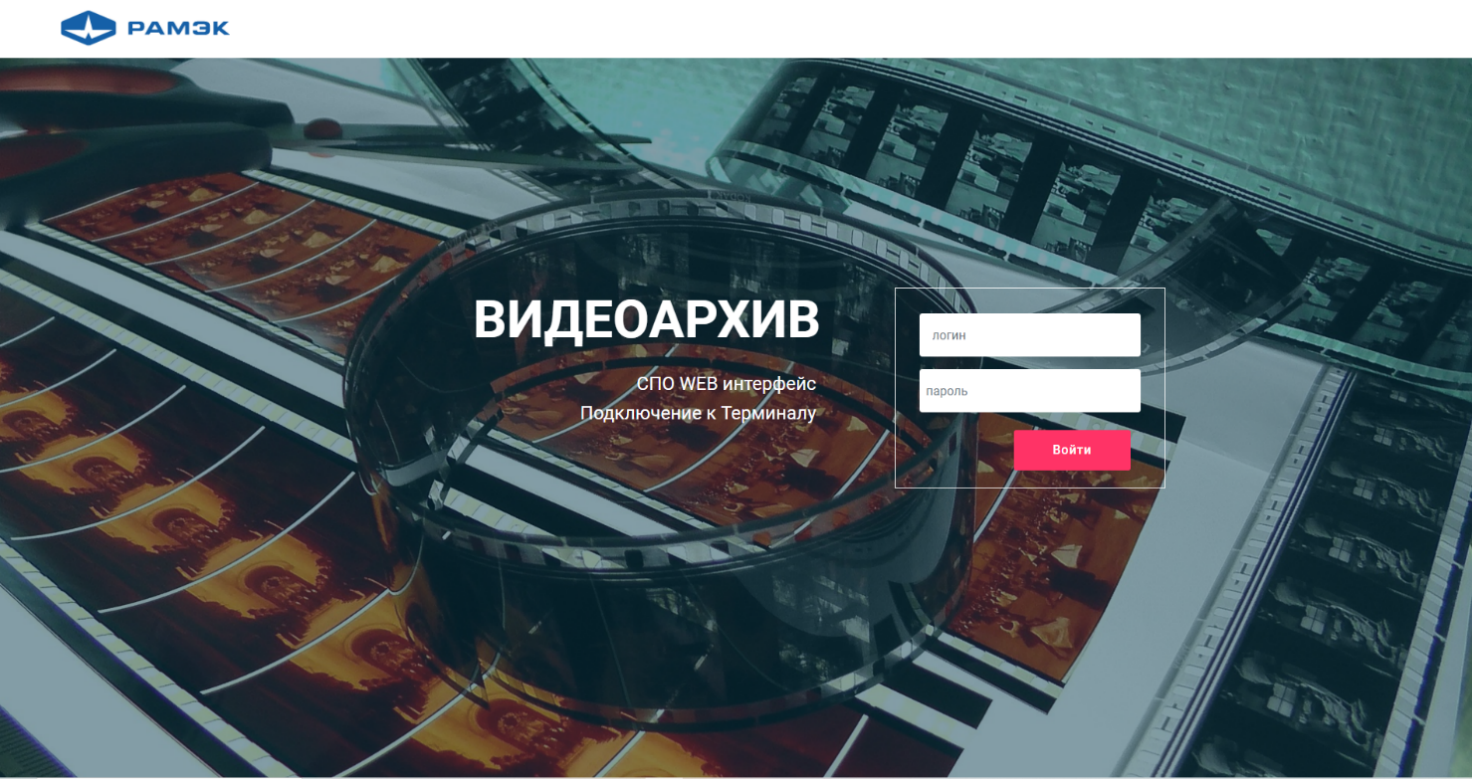 РАМЭК
ВИДЕОАРХИВ
СПО WEB интерфейс
Подключение к Терминалу
логин
пароль
Войти